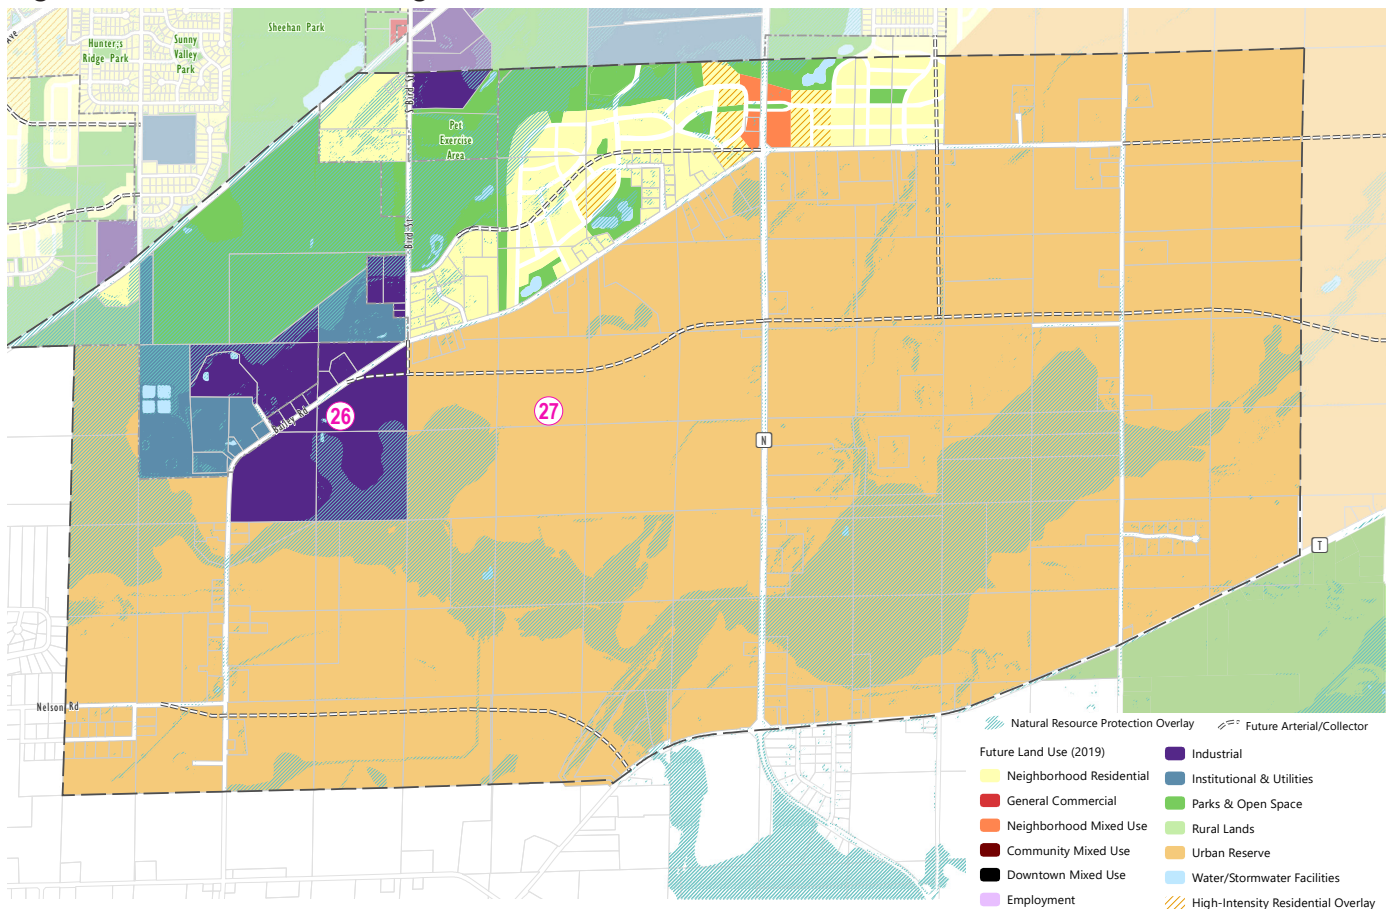 Ave
Hunter;s
Ridge Park
Sunny
Valley
Park
Sheehan Park
S Bird St
Pet
Exercise
Area
Bird St
26
27
Bailey Rd
N
T
Nelson Rd
Natural Resource Protection Overlay
Future Arterial/Collector
Future Land Use (2019)
Neighborhood Residential
General Commercial
Neighborhood Mixed Use
Community Mixed Use
Downtown Mixed Use
Employment
Industrial
Institutional & Utilities
Parks & Open Space
Rural Lands
Urban Reserve
Water/Stormwater Facilities
High-Intensity Residential Overlay